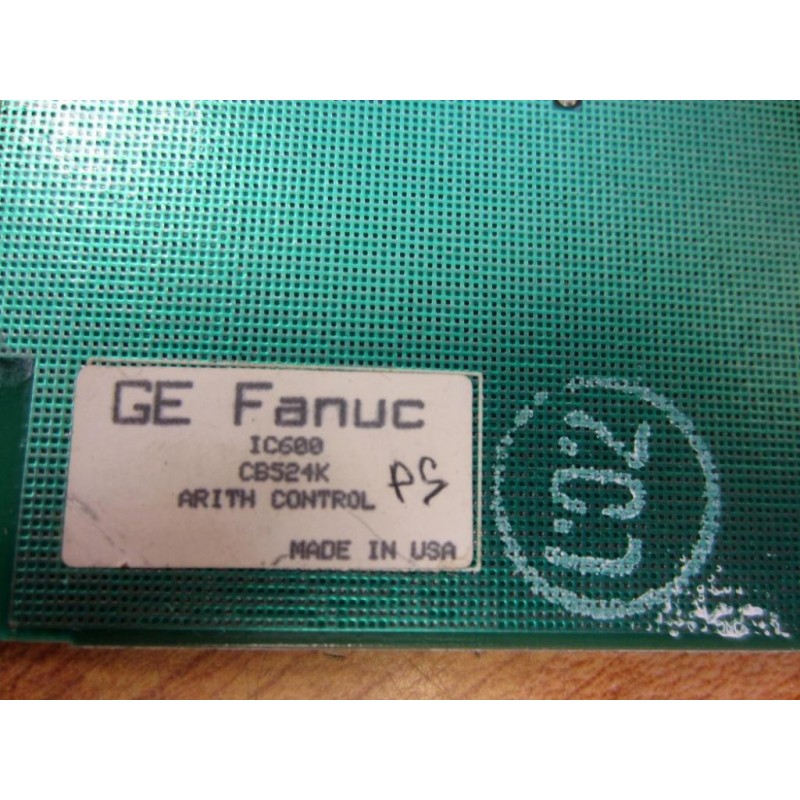 GE Fanuc
IC600
CB524K
ARITH CONTROL
PS
MADE IN USA